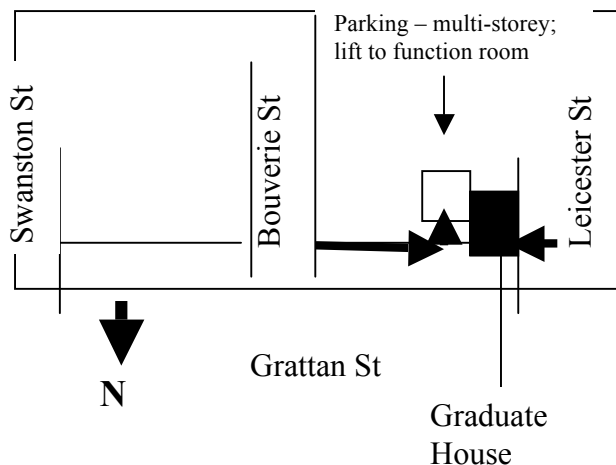 Parking – multi-storey;
lift to function room
Swanston St
Bouverie St
Leicester St
Grattan St
N
Graduate
House